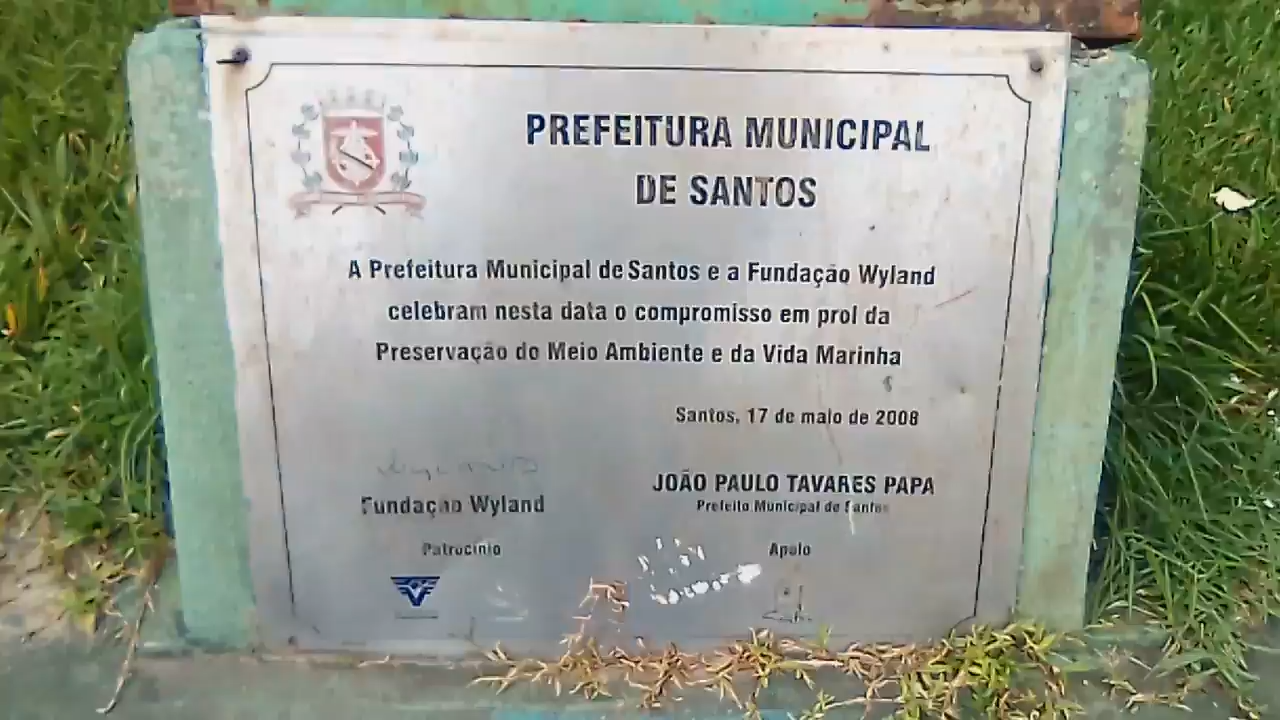 PREFEITURA MUNICIPAL
DE SANTOS
A Prefeitura Municipal de Santos e a Fundação Wyland
celebram nesta data o compromisso em prol da
Preservação do Meio Ambiente e da Vida Marinha
Santos, 17 de maio de 2008
JOÃO PAULO TAVARES PAPA
Fundação Wyland
Prefeito Municipal de Santos
Patrocínio
Apoio